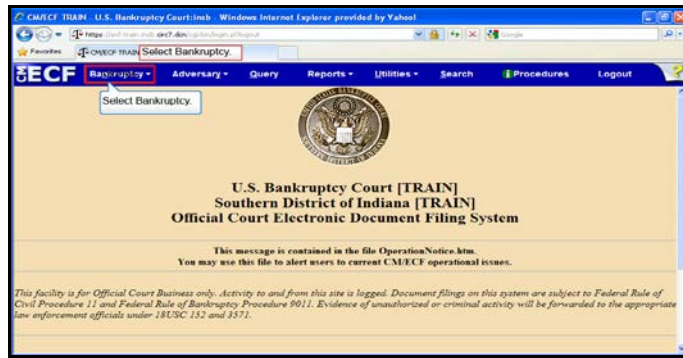 CM/ECF TRAIN - U.S. Bankruptcy Court:insb - Windows Internet Explorer provided by Yahoo!
Google
Favorites
CM/ECF TRAIN
Select Bankruptcy.
CM ECF Bankruptcy Adversary Query Reports Utilities Search Procedures Logout ?
Select Bankruptcy.
U.S. Bankruptcy Court [TRAIN]
Southern District of Indiana [TRAIN]
Official Court Electronic Document Filing System
This message is contained in the file OperationNotice.htm.
You may use this file to alert users to current CM/ECF operational issues.
This facility is for Official Court Business only. Activity to and from this site is logged. Document filings on this system are subject to Federal Rule of
Civil Procedure 11 and Federal Rule of Bankruptcy Procedure 9011. Evidence of unauthorized or criminal activity will be forwarded to the appropriate
law enforcement officials under 18USC 152 and 3571.